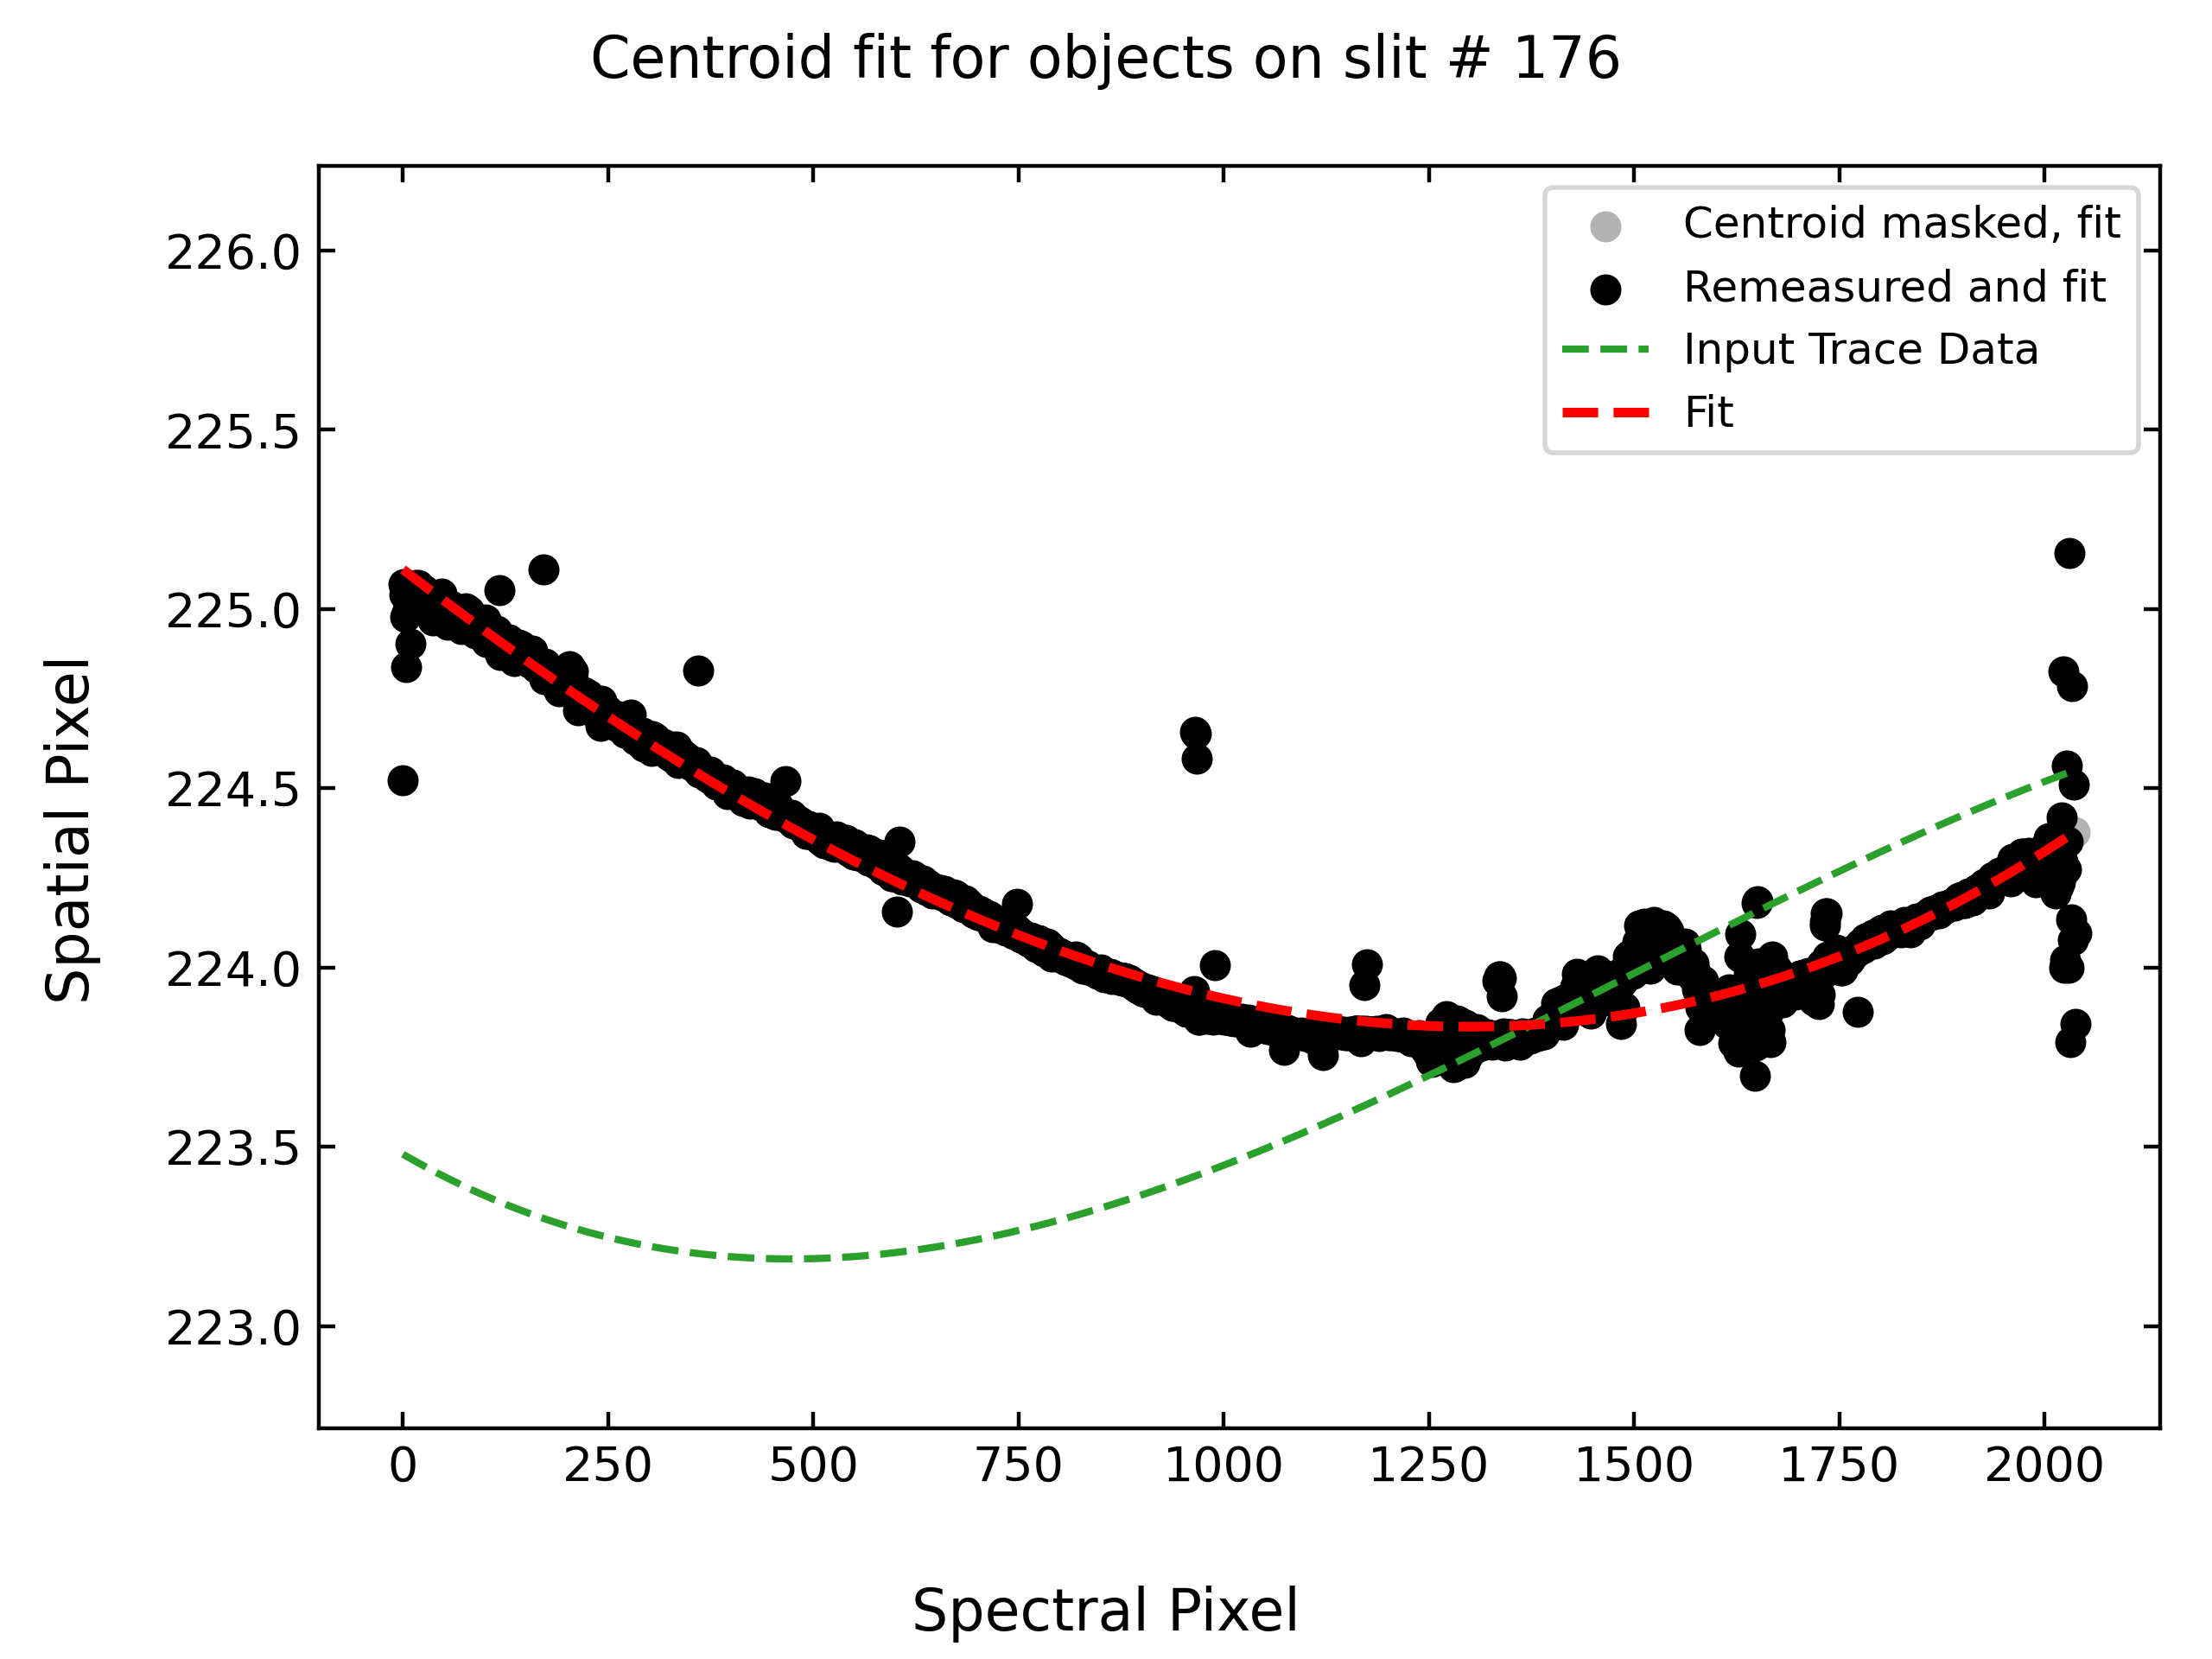 Centroid fit for objects on slit # 176
Centroid masked, fit
Remeasured and fit
Input Trace Data
Fit
226.0
225.5
225.0
224.5
224.0
223.5
223.0
Spatial Pixel
0 250 500 750 1000 1250 1500 1750 2000
Spectral Pixel